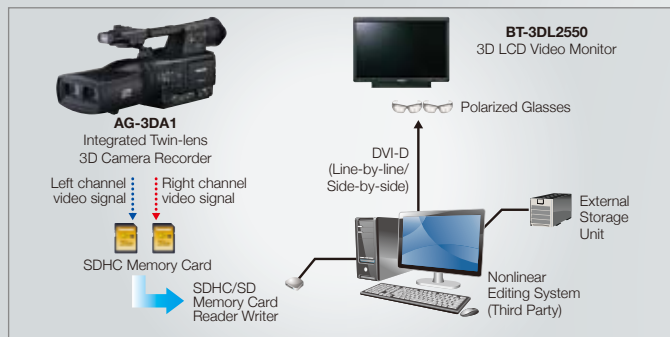 AG-3DA1
Integrated Twin-lens
3D Camera Recorder
Left channel
video signal
Right channel
video signal
SDHC Memory Card
SDHC/SD
Memory Card
Reader Writer
BT-3DL2550
3D LCD Video Monitor
Polarized Glasses
DVI-D
(Line-by-line/
Side-by-side)
External
Storage
Unit
Nonlinear
Editing System
(Third Party)